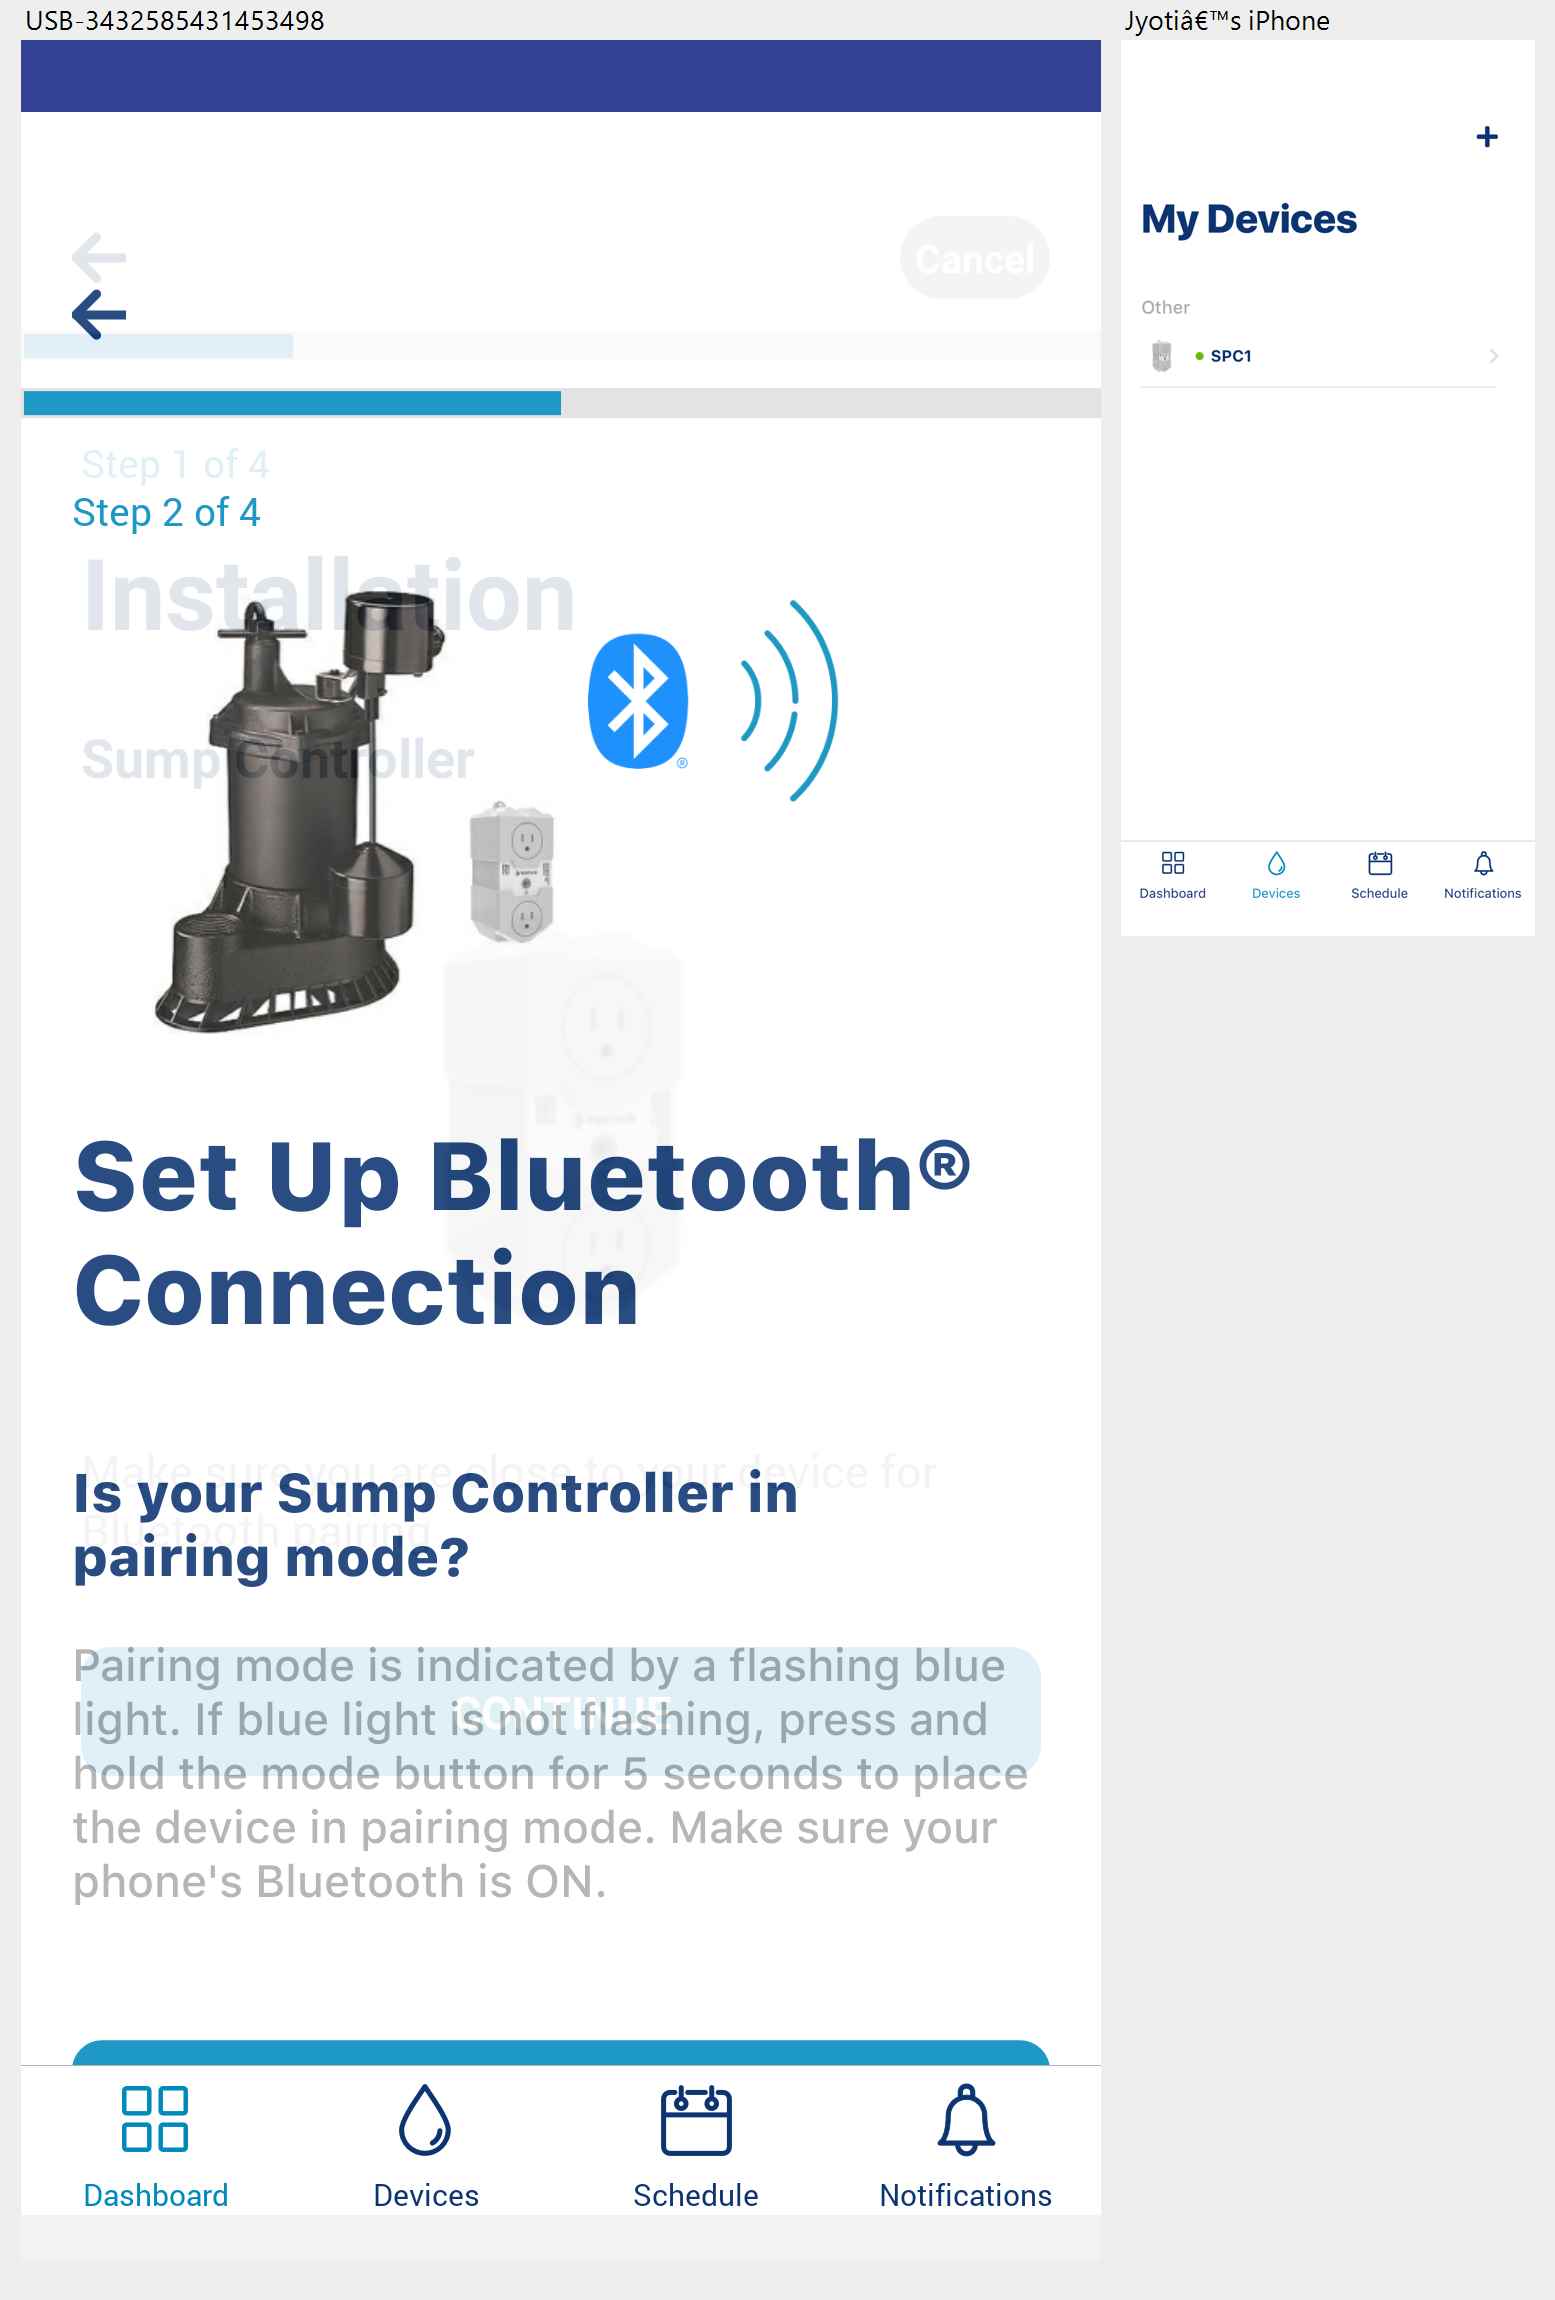 USB-3432585431453498
Cancel
Step 1 of 4
Step 2 of 4
Installation
Sump Controller
Set Up Bluetooth®
Connection
Make sure you are close to your device for
Bluetooth pairing
Is your Sump Controller in
pairing mode?
CONTINUE
Pairing mode is indicated by a flashing blue
light. If blue light is not flashing, press and
hold the mode button for 5 seconds to place
the device in pairing mode. Make sure your
phone's Bluetooth is ON.
Dashboard
Devices
Schedule
Notifications
Jyotiâ€™s iPhone
+
My Devices
Other
SPC1
Dashboard
Devices
Schedule
Notifications